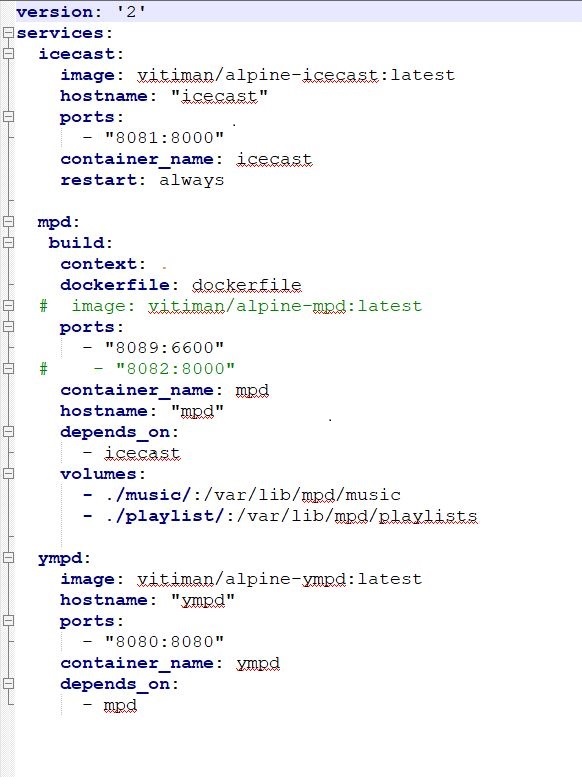 version: '2'
services:
  icecast:
    image: vitiman/alpine-icecast:latest
    hostname: "icecast"
    ports:
      - "8081:8000"
    container_name: icecast
    restart: always

  mpd:
   build:
    context: .
    dockerfile: dockerfile
  #  image: vitiman/alpine-mpd:latest
    ports:
      - "8089:6600"
  #    - "8082:8000"
    container_name: mpd
    hostname: "mpd"
    depends_on:
      - icecast
    volumes:
      - ./music/:/var/lib/mpd/music
      - ./playlist/:/var/lib/mpd/playlists

  ympd:
    image: vitiman/alpine-ympd:latest
    hostname: "ympd"
    ports:
      - "8080:8080"
    container_name: ympd
    depends_on:
      - mpd